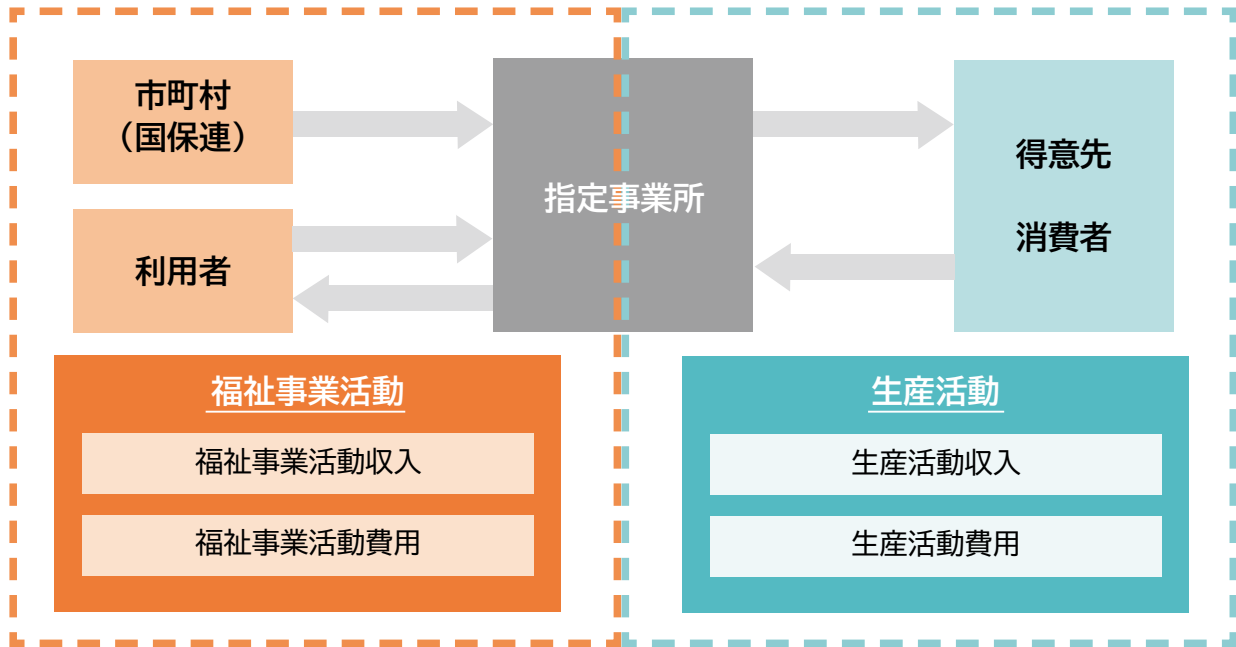 市町村
（国保連）
利用者
指定事業所
得意先
消費者
福祉事業活動
福祉事業活動収入
福祉事業活動費用
生産活動
生産活動収入
生産活動費用